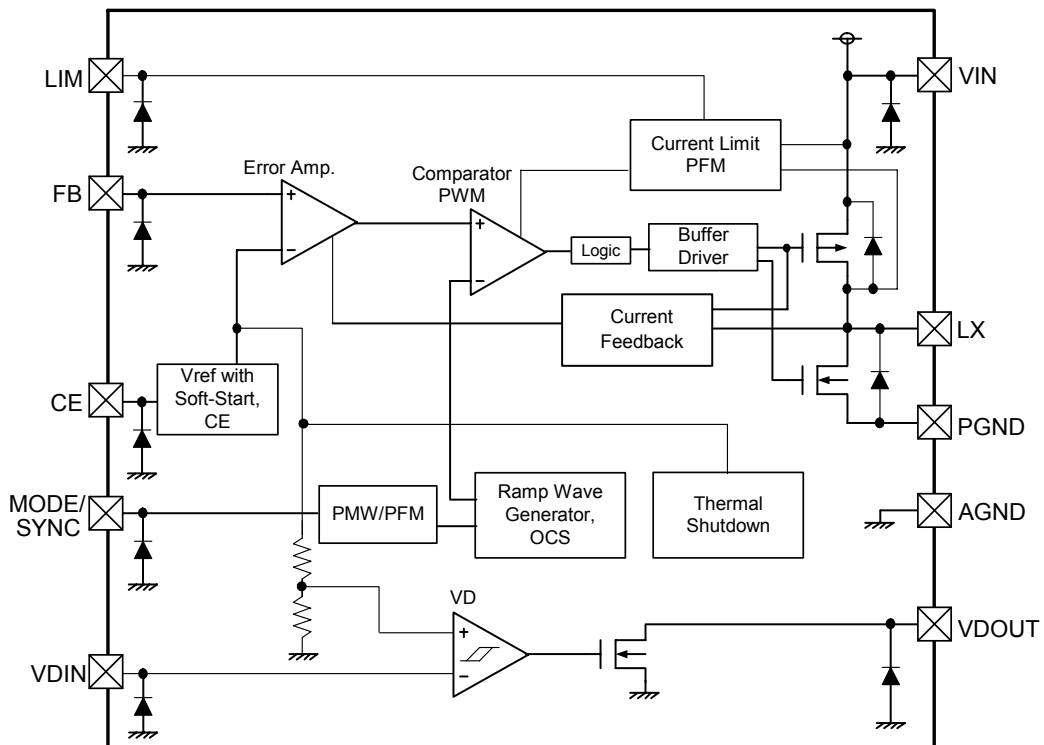 LIM
VIN
Current Limit
PFM
Error Amp.
Comparator
PWM
FB
+
−
+
−
Logic
Buffer
Driver
Current
Feedback
LX
Vref with
Soft-Start,
CE
CE
PGND
MODE/
SYNC
PMW/PFM
Ramp Wave
Generator,
OCS
Thermal
Shutdown
AGND
VD
+
−
VDOUT
VDIN